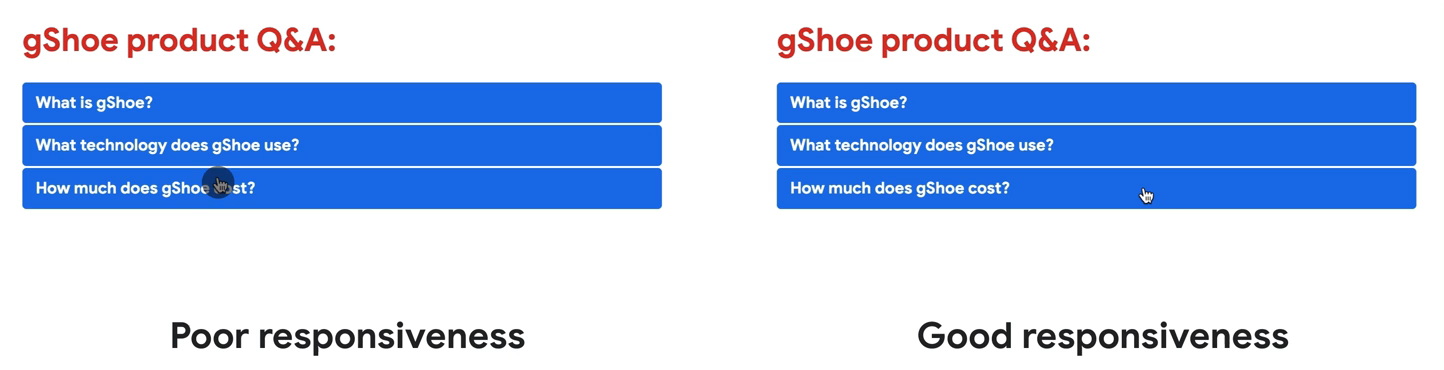 gShoe product Q&A:
What is gShoe?
What technology does gShoe use?
How much does gShoe cost?
Poor responsiveness
gShoe product Q&A:
What is gShoe?
What technology does gShoe use?
How much does gShoe cost?
Good responsiveness